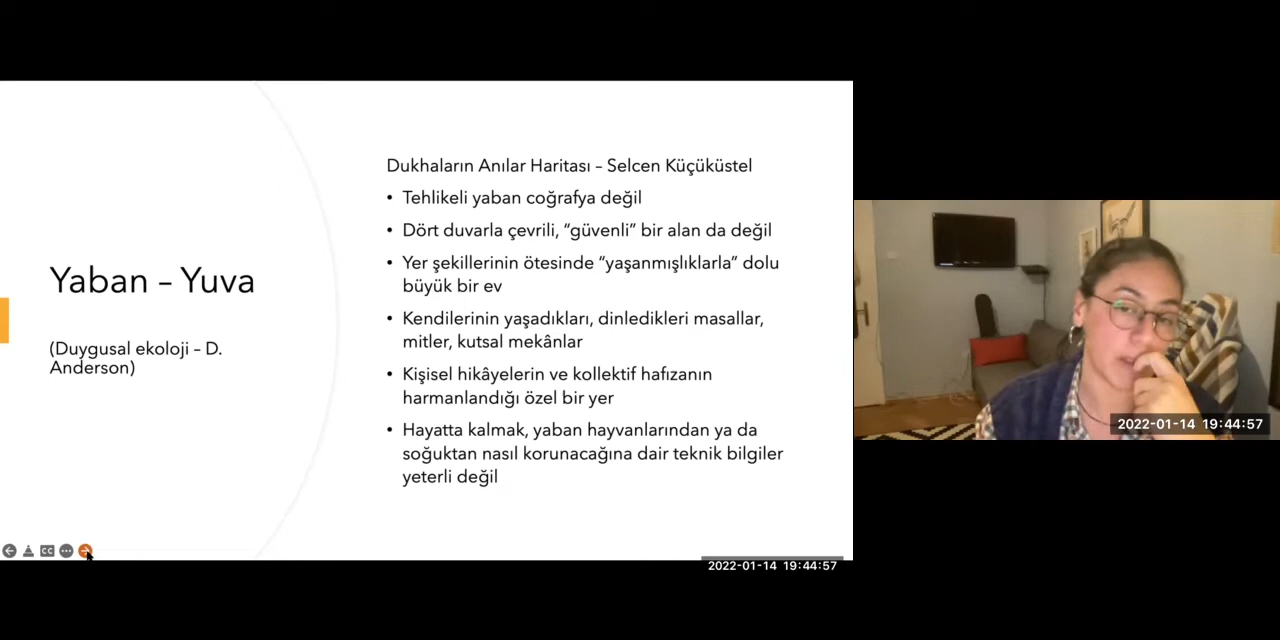 Yaban – Yuva
(Duygusal ekoloji – D.
Anderson)
Dukhaların Anılar Haritası – Selcen Küçüküstel
• Tehlikeli yaban coğrafya değil
• Dört duvarla çevrili, “güvenli” bir alan da değil
• Yer şekillerinin ötesinde “yaşanmışlıklarla” dolu
büyük bir ev
• Kendilerinin yaşadıkları, dinledikleri masallar,
mitler, kutsal mekânlar
• Kişisel hikâyelerin ve kollektif hafızanın
harmanlandığı özel bir yer
• Hayatta kalmak, yaban hayvanlarından ya da
soğuktan nasıl korunacağına dair teknik bilgiler
yeterli değil
CC
2022-01-14 19:44:57
2022-01-14 19:44:57